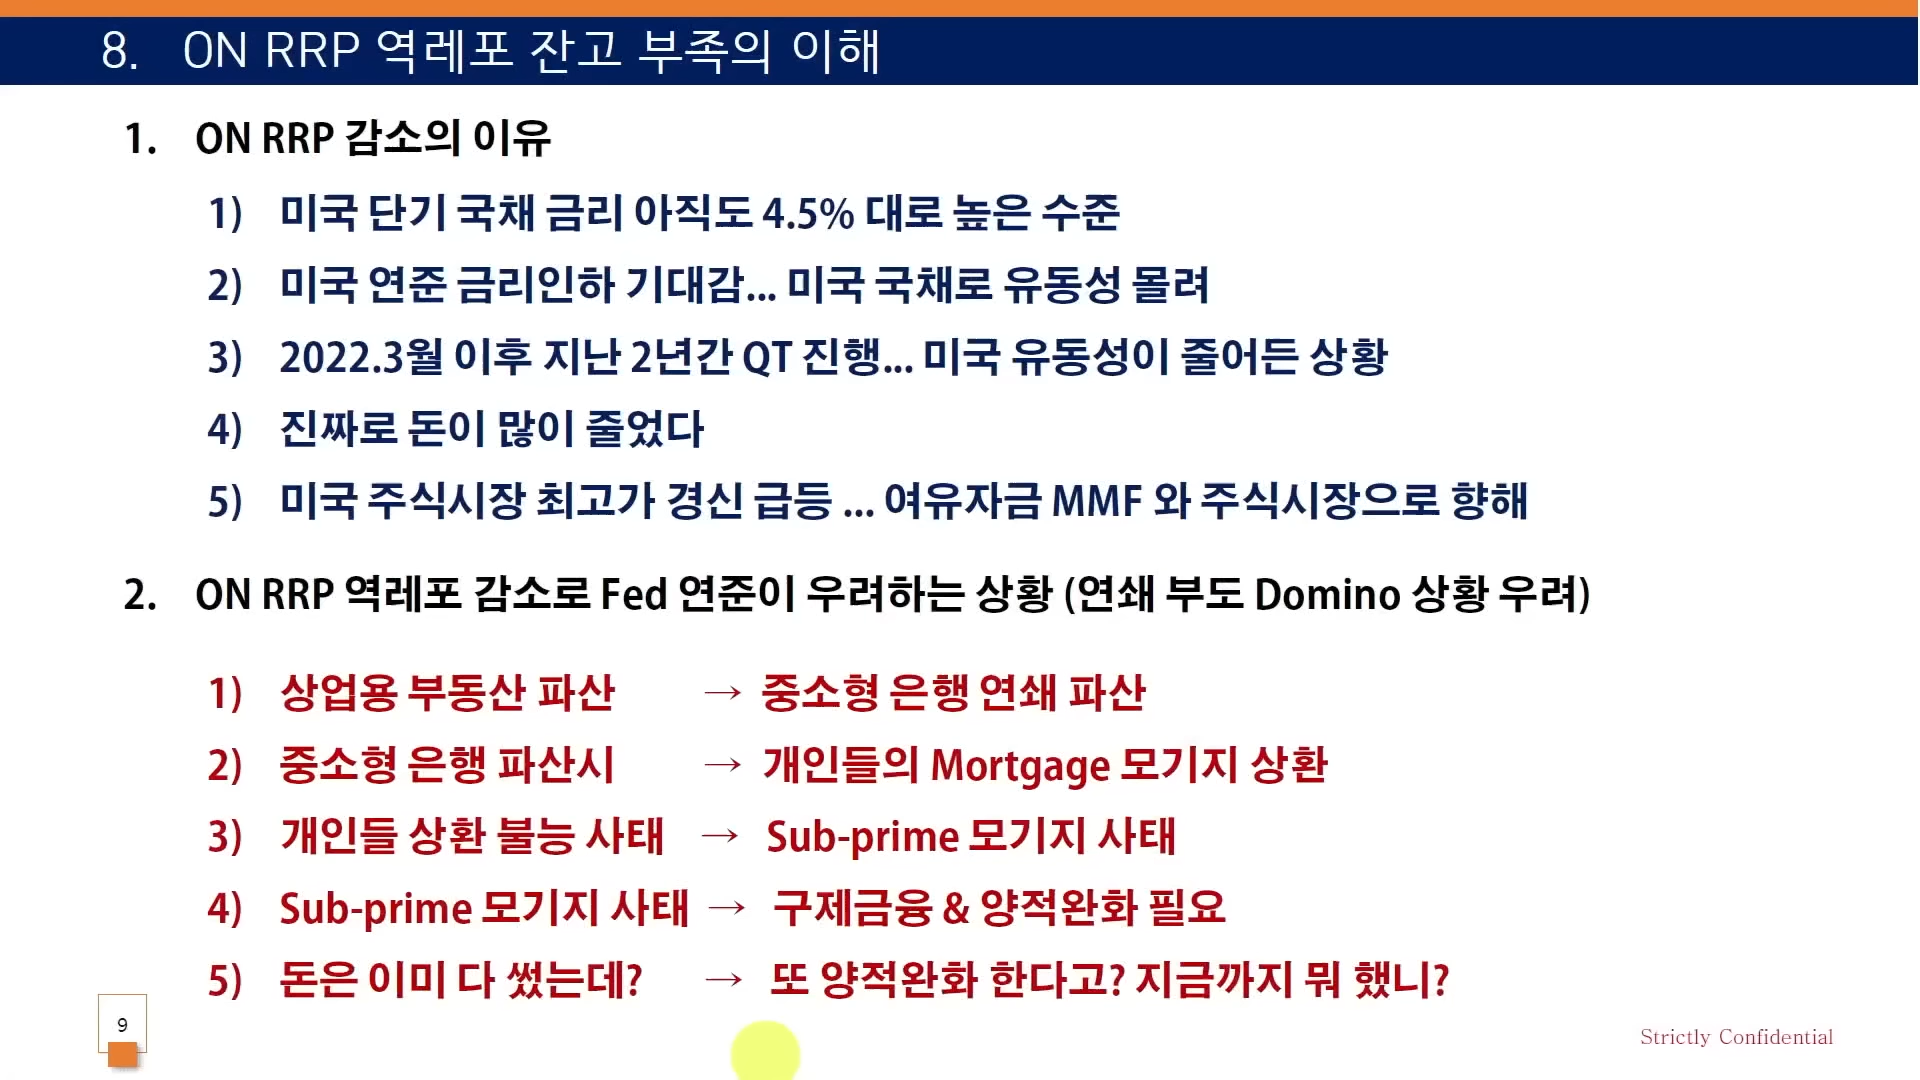 8. ON RRP 역레포 잔고 부족의 이해
1. ON RRP 감소의 이유
1) 미국 단기 국채 금리 아직도 4.5% 대로 높은 수준
2) 미국 연준 금리인하 기대감... 미국 국채로 유동성 몰려
3) 2022.3월 이후 지난 2년간 QT 진행... 미국 유동성이 줄어든 상황
4) 진짜로 돈이 많이 줄었다
5) 미국 주식시장 최고가 경신 급등 ... 여유자금 MMF 와 주식시장으로 향해
2. ON RRP 역레포 감소로 Fed 연준이 우려하는 상황 (연쇄 부도 Domino 상황 우려)
1) 상업용 부동산 파산 → 중소형 은행 연쇄 파산
2) 중소형 은행 파산시 → 개인들의 Mortgage 모기지 상환
3) 개인들 상환 불능 사태 → Sub-prime 모기지 사태
4) Sub-prime 모기지 사태 → 구제금융 & 양적완화 필요
5) 돈은 이미 다 썼는데? → 또 양적완화 한다고? 지금까지 뭐 했니?
9
Strictly Confidential